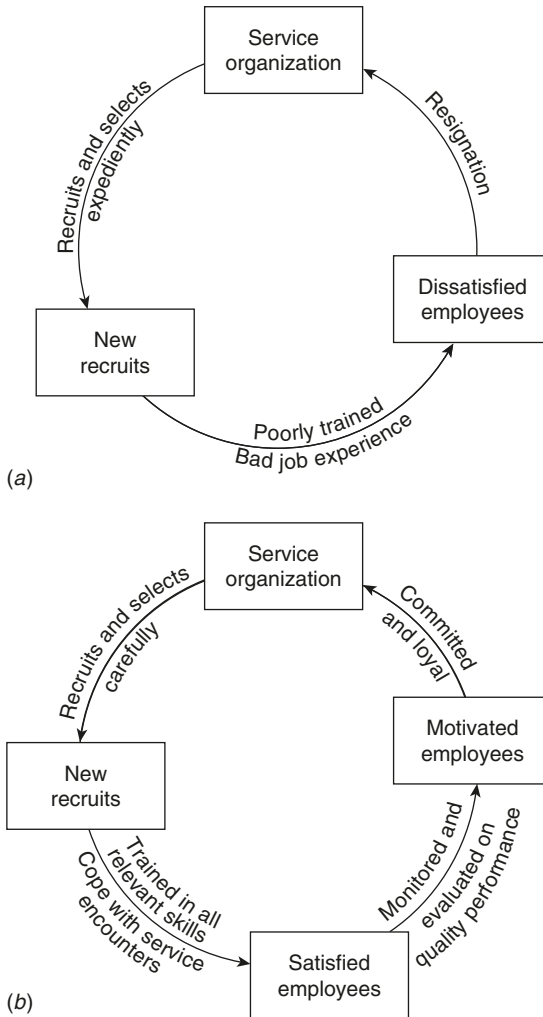 Service
organization
Recruits and selects
expediently
Resignation
New
recruits
Dissatisfied
employees
Poorly trained
Bad job experience
(a)
Service
organization
Recruits and selects
carefully
Committed
and loyal
New
recruits
Motivated
employees
Trained in all
relevant skills
Cope with service
encounters
Monitored and
evaluated on
quality performance
Satisfied
employees
(b)